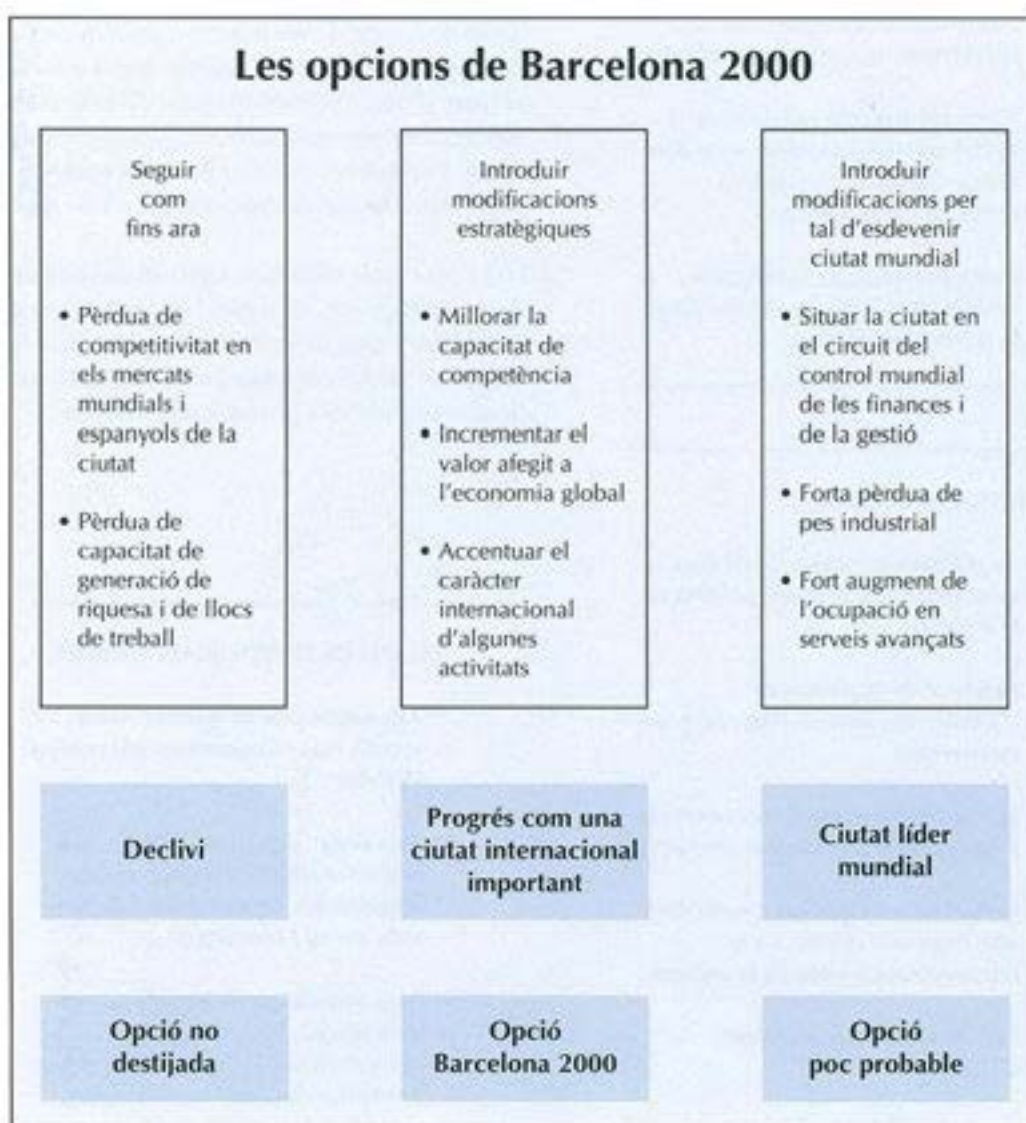 Les opcions de Barcelona 2000
Seguir
com
fins ara
• Pèrdua de
competitivitat en
els mercats
mundials i
espanyols de la
ciutat
• Pèrdua de
capacitat de
generació de
riquesa i de llocs
de treball
Introduir
modificacions
estratègiques
• Millorar la
capacitat de
competència
• Incrementar el
valor afegit a
l'economia global
• Accentuar el
caràcter
internacional
d'algunes
activitats
Introduir
modificacions per
tal d'esdevenir
ciutat mundial
• Situar la ciutat en
el circuit del
control mundial
de les finances i
de la gestió
• Forta pèrdua de
pes industrial
• Fort augment de
l'ocupació en
serveis avançats
Declivi
Progrés com una
ciutat internacional
important
Ciutat líder
mundial
Opció no
destijada
Opció
Barcelona 2000
Opció
poc probable